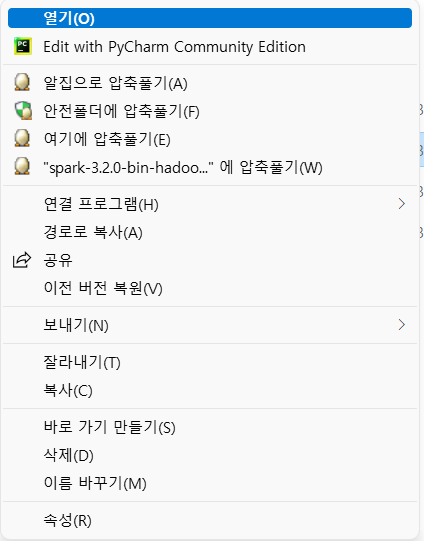 열기(O)
Edit with PyCharm Community Edition
알집으로 압축풀기(A)
안전폴더에 압축풀기(F)
여기에 압축풀기(E)
"spark-3.2.0-bin-hadoo..." 에 압축풀기(W)
연결 프로그램(H)
경로로 복사(A)
공유
이전 버전 복원(V)
보내기(N)
잘라내기(T)
복사(C)
바로 가기 만들기(S)
삭제(D)
이름 바꾸기(M)
속성(R)